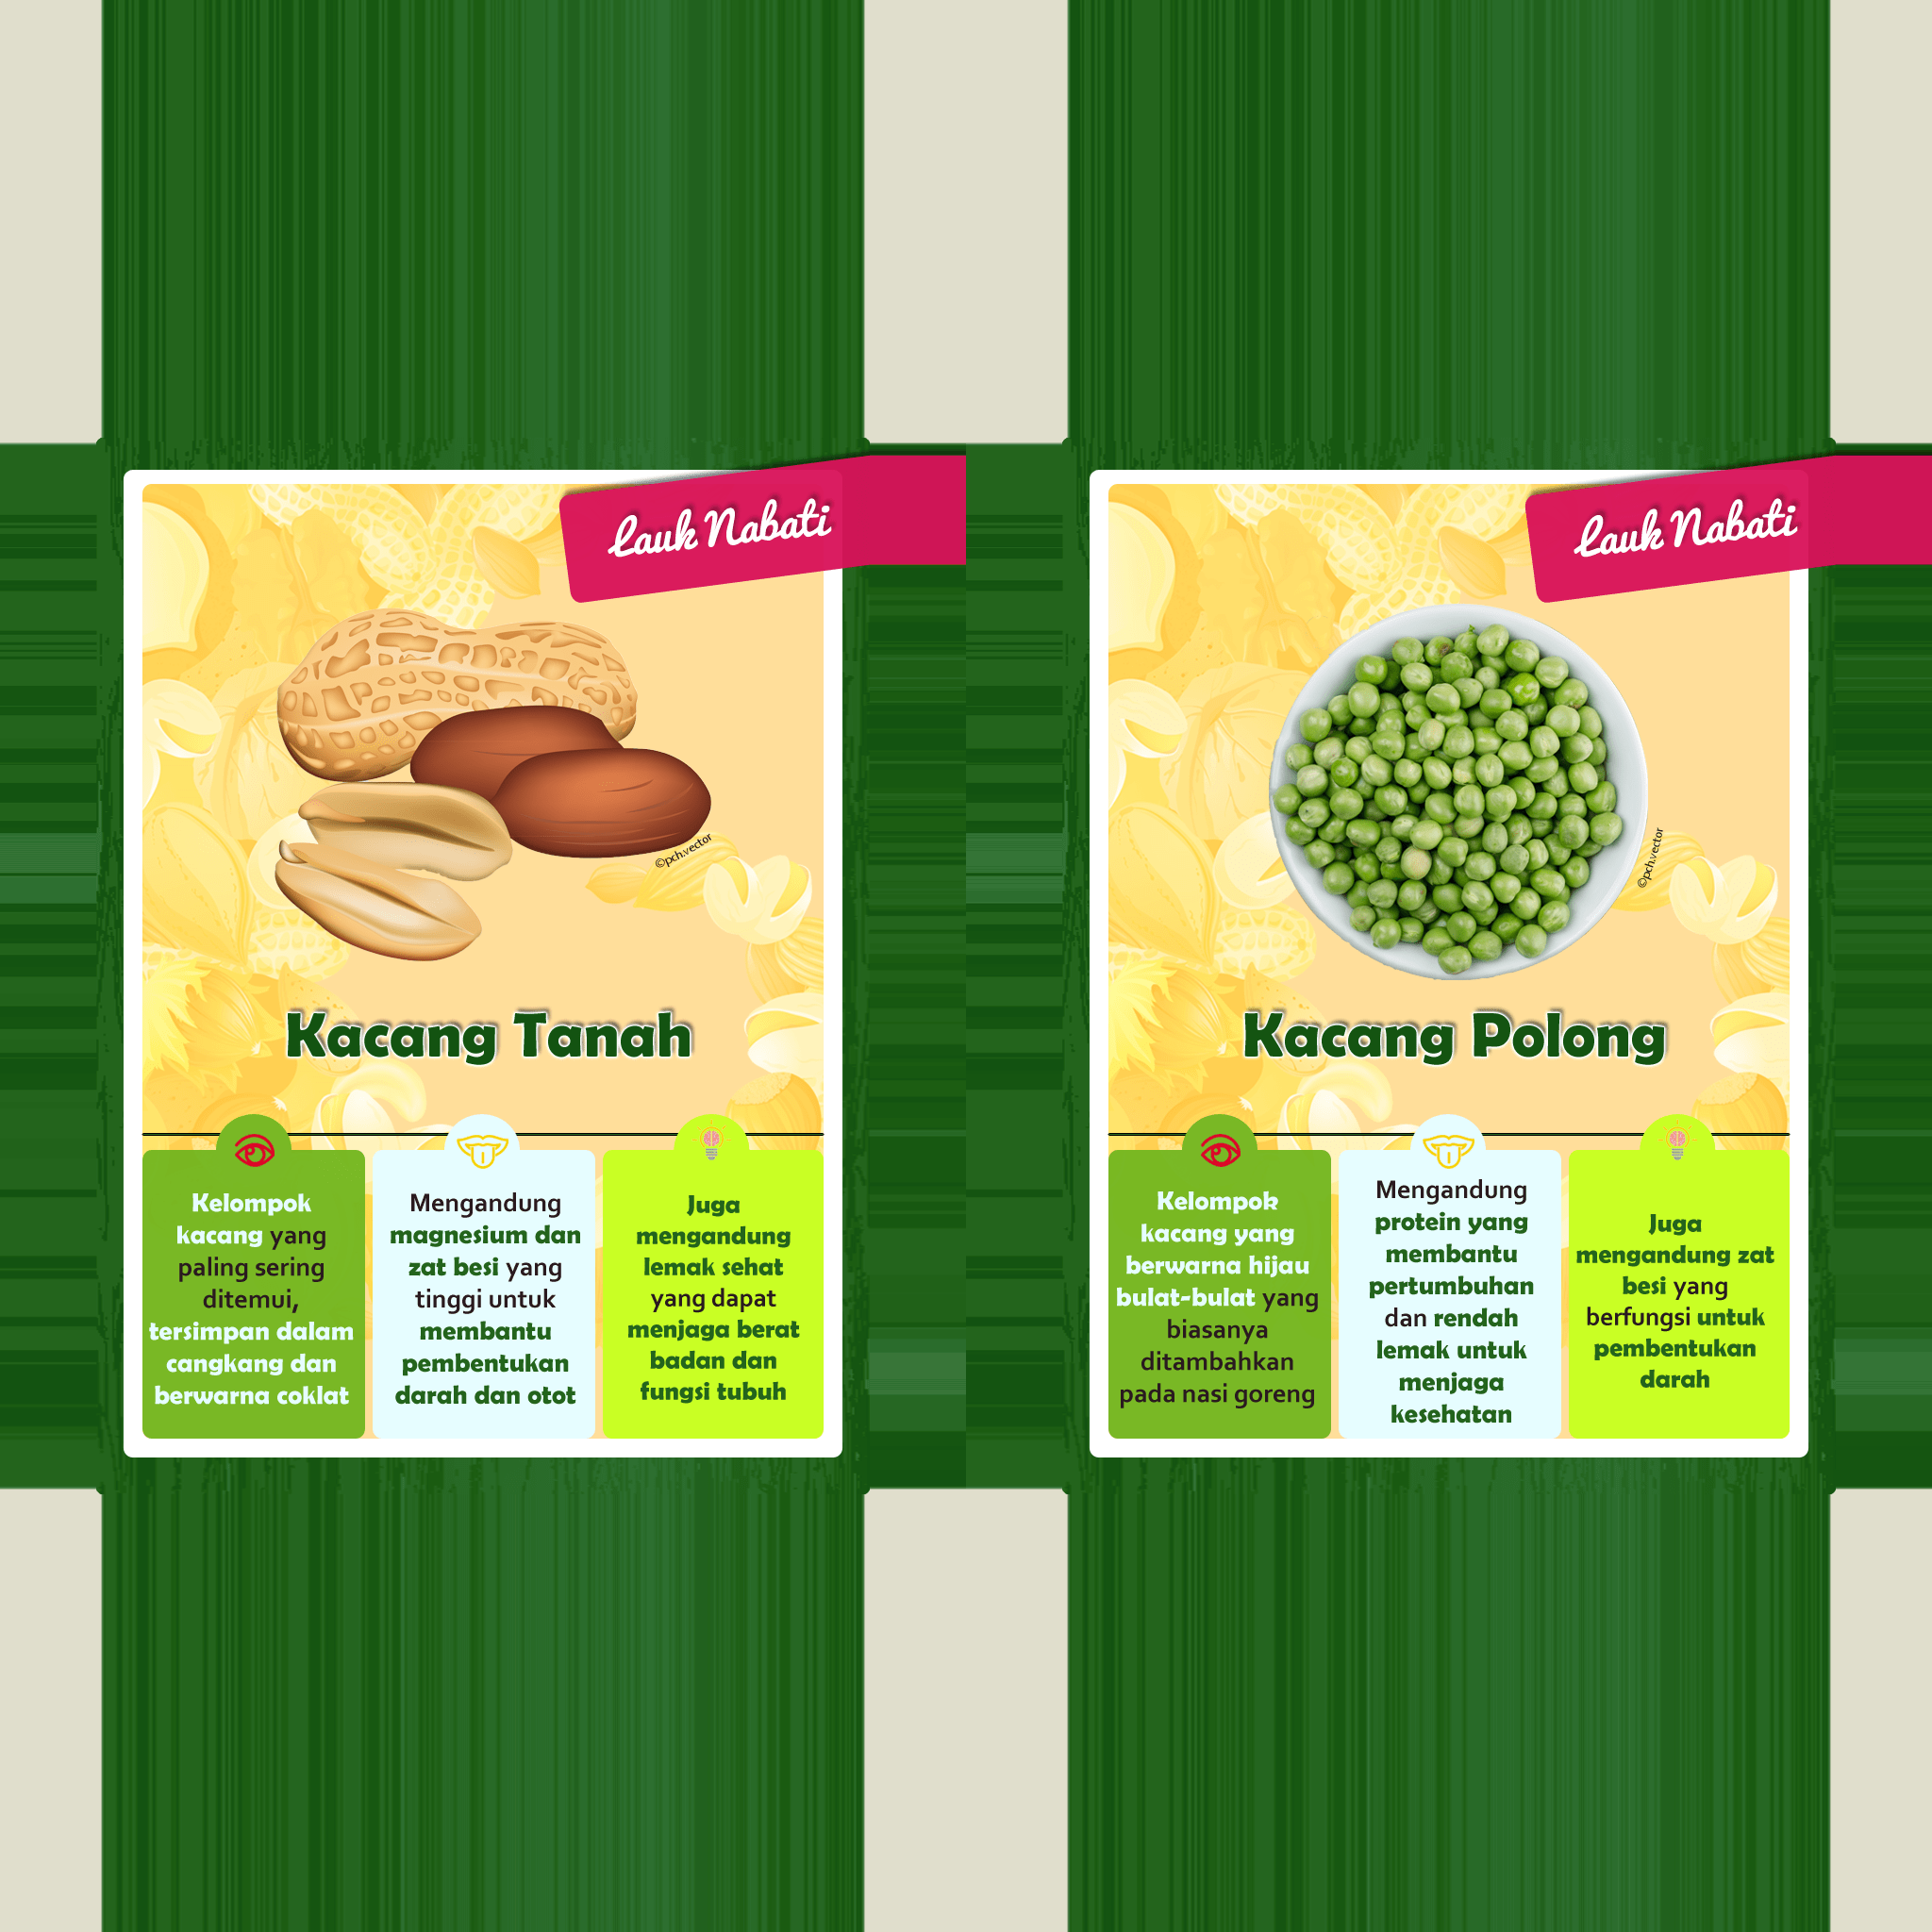 Lauk Nabati
©pch.vector
Kacang Tanah
Kelompok
kacang yang
paling sering
ditemui,
tersimpan dalam
cangkang dan
berwarna coklat
Mengandung
magnesium dan
zat besi yang
tinggi untuk
membantu
pembentukan
darah dan otot
Juga
mengandung
lemak sehat
yang dapat
menjaga berat
badan dan
fungsi tubuh
Lauk Nabati
©pch.vector
Kacang Polong
Kelompok
kacang yang
berwarna hijau
bulat-bulat yang
biasanya
ditambahkan
pada nasi goreng
Mengandung
protein yang
membantu
pertumbuhan
dan rendah
lemak untuk
menjaga
kesehatan
Juga
mengandung zat
besi yang
berfungsi untuk
pembentukan
darah